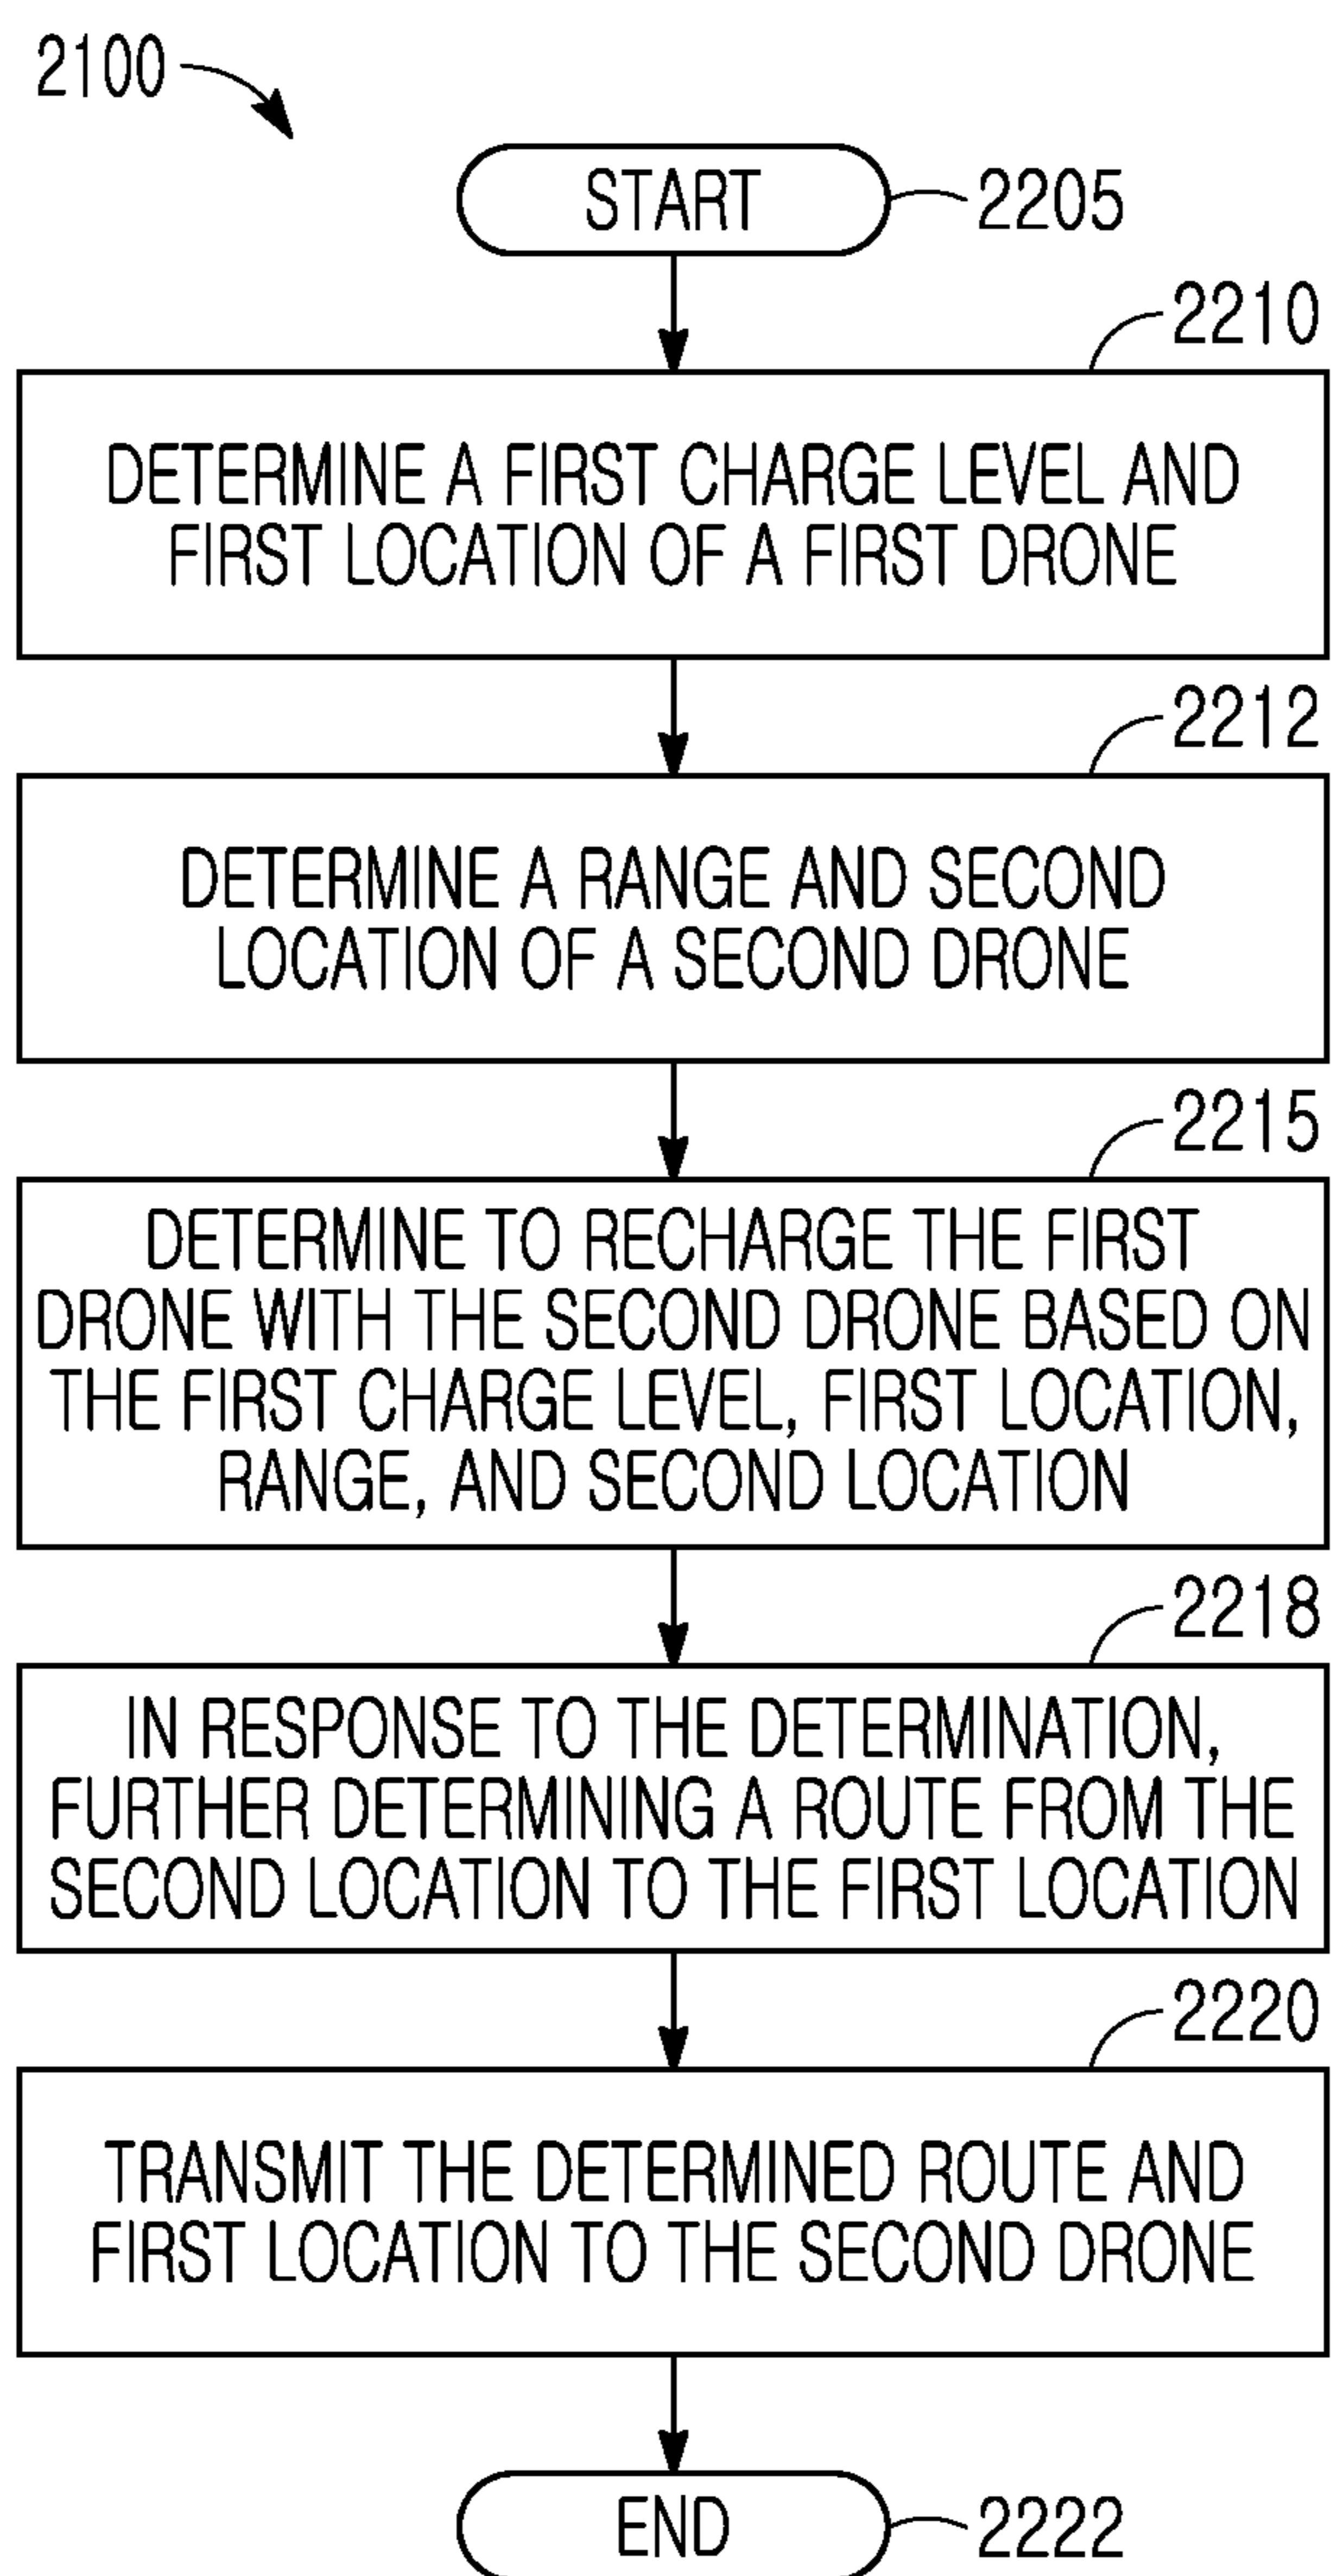 2100
START
2205
2210
DETERMINE A FIRST CHARGE LEVEL AND
FIRST LOCATION OF A FIRST DRONE
2212
DETERMINE A RANGE AND SECOND
LOCATION OF A SECOND DRONE
2215
DETERMINE TO RECHARGE THE FIRST
DRONE WITH THE SECOND DRONE BASED ON
THE FIRST CHARGE LEVEL, FIRST LOCATION,
RANGE, AND SECOND LOCATION
2218
IN RESPONSE TO THE DETERMINATION,
FURTHER DETERMINING A ROUTE FROM THE
SECOND LOCATION TO THE FIRST LOCATION
2220
TRANSMIT THE DETERMINED ROUTE AND
FIRST LOCATION TO THE SECOND DRONE
END
2222